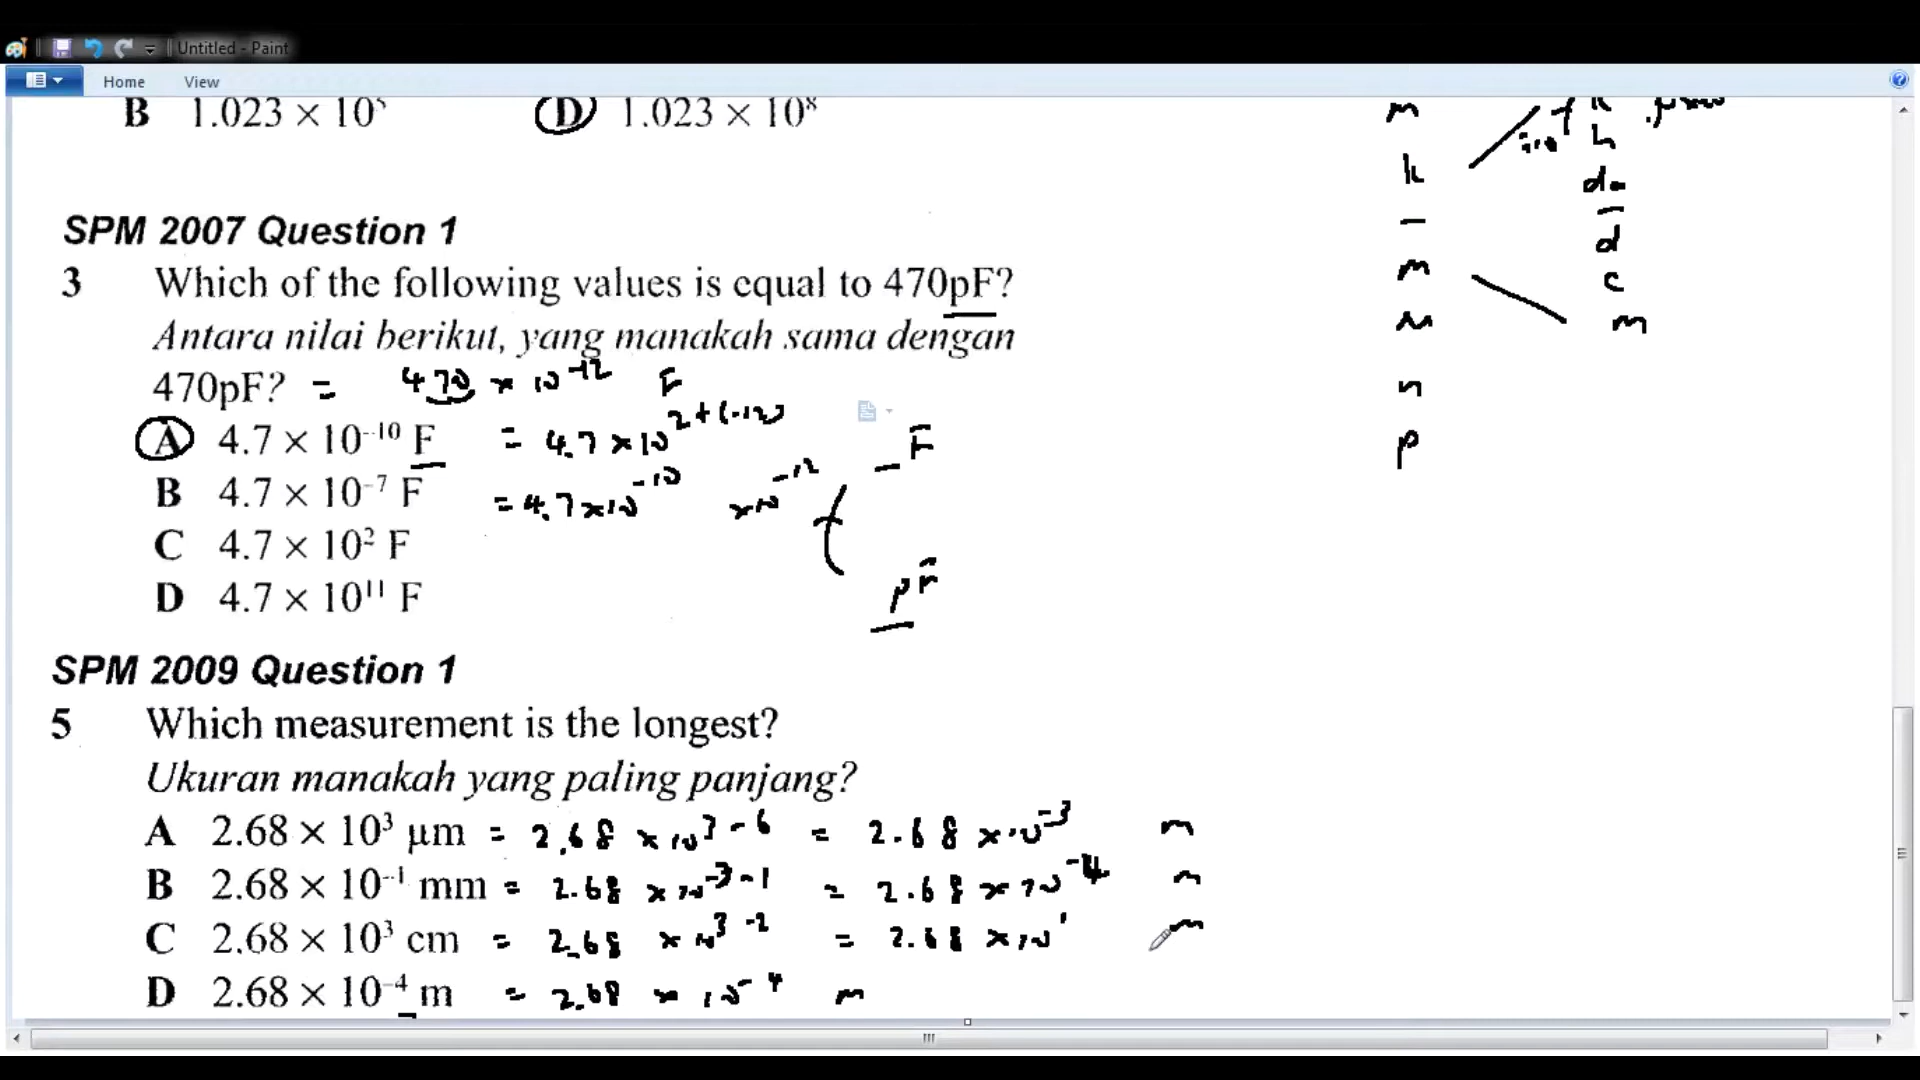 Untitled - Paint
Home View
B 1.023 × 10⁵ D 1.023 × 10⁸
SPM 2007 Question 1
3 Which of the following values is equal to 470pF?
Antara nilai berikut, yang manakah sama dengan
470pF? = 470 × 10⁻¹² F
A 4.7 × 10⁻¹⁰ F = 4.7 × 10²⁺⁽⁻¹²⁾
B 4.7 × 10⁻⁷ F = 4.7 × 10⁻¹⁰
C 4.7 × 10² F
D 4.7 × 10¹¹ F
× 10⁻¹²
F
pF
SPM 2009 Question 1
5 Which measurement is the longest?
Ukuran manakah yang paling panjang?
A 2.68 × 10³ μm = 2.68 × 10³⁻⁶ = 2.68 × 10⁻³ m
B 2.68 × 10⁻¹ mm = 2.68 × 10⁻³⁻¹ = 2.68 × 10⁻⁴ m
C 2.68 × 10³ cm = 2.68 × 10³⁻² = 2.68 × 10¹ m
D 2.68 × 10⁻⁴ m = 2.68 × 10⁻⁴ m
k
–
m
μ
n
p
h
da
–
d
c
m